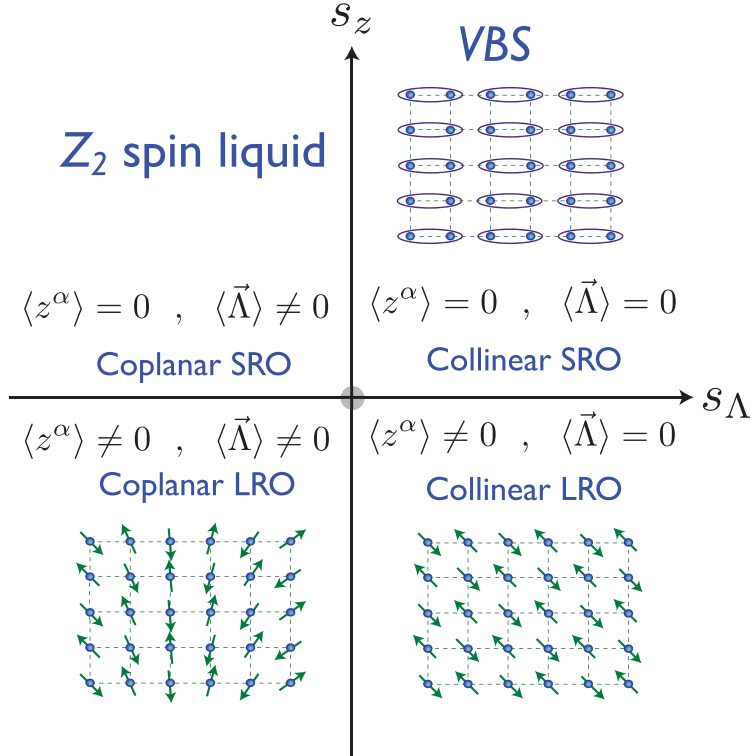 s_z
VBS
Z_2 spin liquid
⟨z^α⟩ = 0 , ⟨Λ⃗⟩ ≠ 0
⟨z^α⟩ = 0 , ⟨Λ⃗⟩ = 0
Coplanar SRO
Collinear SRO
s_Λ
⟨z^α⟩ ≠ 0 , ⟨Λ⃗⟩ ≠ 0
⟨z^α⟩ ≠ 0 , ⟨Λ⃗⟩ = 0
Coplanar LRO
Collinear LRO